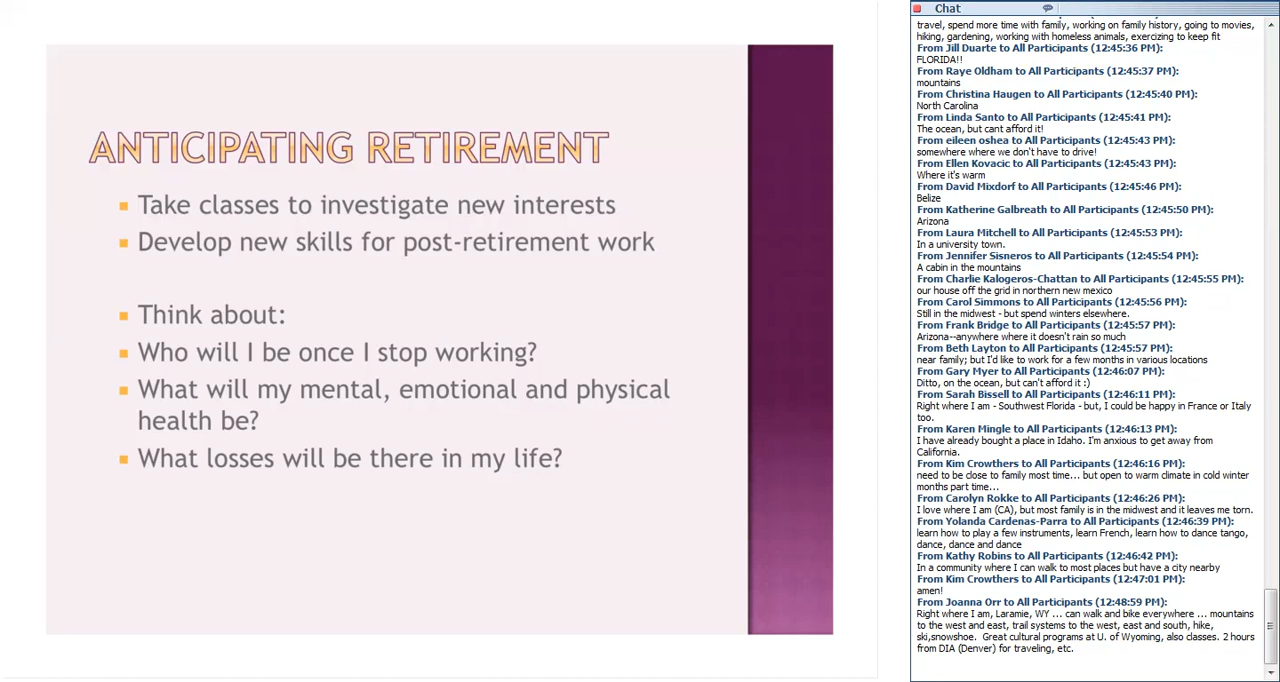 ANTICIPATING RETIREMENT
Take classes to investigate new interests
Develop new skills for post-retirement work
Think about:
Who will I be once I stop working?
What will my mental, emotional and physical
health be?
What losses will be there in my life?
Chat
travel, spend more time with family, working on family history, going to movies,
hiking, gardening, working with homeless animals, exercizing to keep fit
From Jill Duarte to All Participants (12:45:36 PM):
FLORIDA!!
From Raye Oldham to All Participants (12:45:37 PM):
mountains
From Christina Haugen to All Participants (12:45:40 PM):
North Carolina
From Linda Santo to All Participants (12:45:41 PM):
The ocean, but cant afford it!
From eileen oshea to All Participants (12:45:43 PM):
somewhere where we don't have to drive!
From Ellen Kovacic to All Participants (12:45:43 PM):
Where it's warm
From David Mixdorf to All Participants (12:45:46 PM):
Belize
From Katherine Galbreath to All Participants (12:45:50 PM):
Arizona
From Laura Mitchell to All Participants (12:45:53 PM):
In a university town.
From Jennifer Sisneros to All Participants (12:45:54 PM):
A cabin in the mountains
From Charlie Kalogeros-Chattan to All Participants (12:45:55 PM):
our house off the grid in northern new mexico
From Carol Simmons to All Participants (12:45:56 PM):
Still in the midwest - but spend winters elsewhere.
From Frank Bridge to All Participants (12:45:57 PM):
Arizona--anywhere where it doesn't rain so much
From Beth Layton to All Participants (12:45:57 PM):
near family; but I'd like to work for a few months in various locations
From Gary Myer to All Participants (12:46:07 PM):
Ditto, on the ocean, but can't afford it :)
From Sarah Bissell to All Participants (12:46:11 PM):
Right where I am - Southwest Florida - but, I could be happy in France or Italy
too.
From Karen Mingle to All Participants (12:46:13 PM):
I have already bought a place in Idaho. I'm anxious to get away from
California.
From Kim Crowthers to All Participants (12:46:16 PM):
need to be close to family most time... but open to warm climate in cold winter
months part time...
From Carolyn Rokke to All Participants (12:46:26 PM):
I love where I am (CA), but most family is in the midwest and it leaves me torn.
From Yolanda Cardenas-Parra to All Participants (12:46:39 PM):
learn how to play a few instruments, learn French, learn how to dance tango,
dance, dance and dance
From Kathy Robins to All Participants (12:46:42 PM):
In a community where I can walk to most places but have a city nearby
From Kim Crowthers to All Participants (12:47:01 PM):
amen!
From Joanna Orr to All Participants (12:48:59 PM):
Right where I am, Laramie, WY ... can walk and bike everywhere ... mountains
to the west and east, trail systems to the west, east and south, hike,
ski,snowshoe. Great cultural programs at U. of Wyoming, also classes. 2 hours
from DIA (Denver) for traveling, etc.